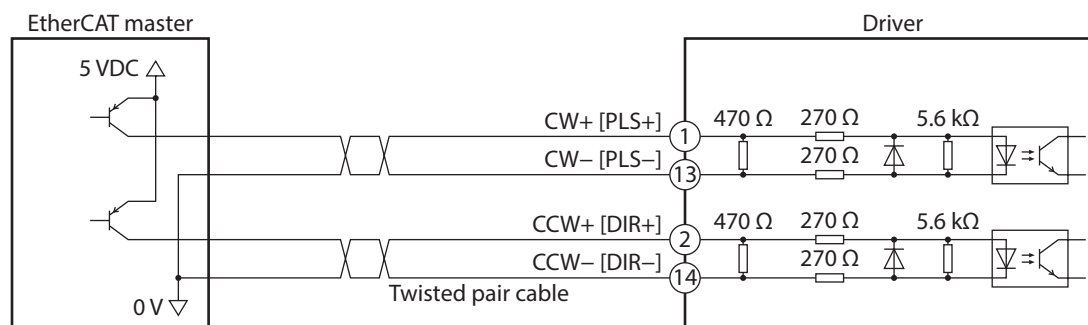 EtherCAT master
Driver
5 VDC
CW+ [PLS+]
1
470 Ω
270 Ω
5.6 kΩ
CW− [PLS−]
13
270 Ω
CCW+ [DIR+]
2
470 Ω
270 Ω
5.6 kΩ
CCW− [DIR−]
14
270 Ω
0 V
Twisted pair cable